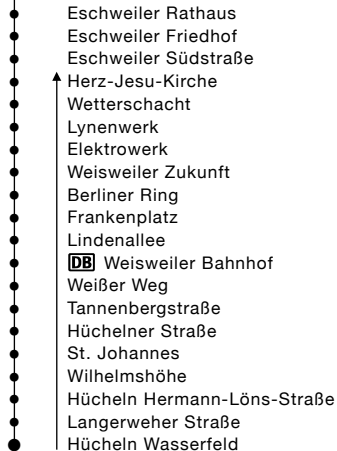 Eschweiler Rathaus
Eschweiler Friedhof
Eschweiler Südstraße
Herz-Jesu-Kirche
Wetterschacht
Lynenwerk
Elektrowerk
Weisweiler Zukunft
Berliner Ring
Frankenplatz
Lindenallee
DB Weisweiler Bahnhof
Weißer Weg
Tannenbergstraße
Hüchelner Straße
St. Johannes
Wilhelmshöhe
Hücheln Hermann-Löns-Straße
Langerweher Straße
Hücheln Wasserfeld